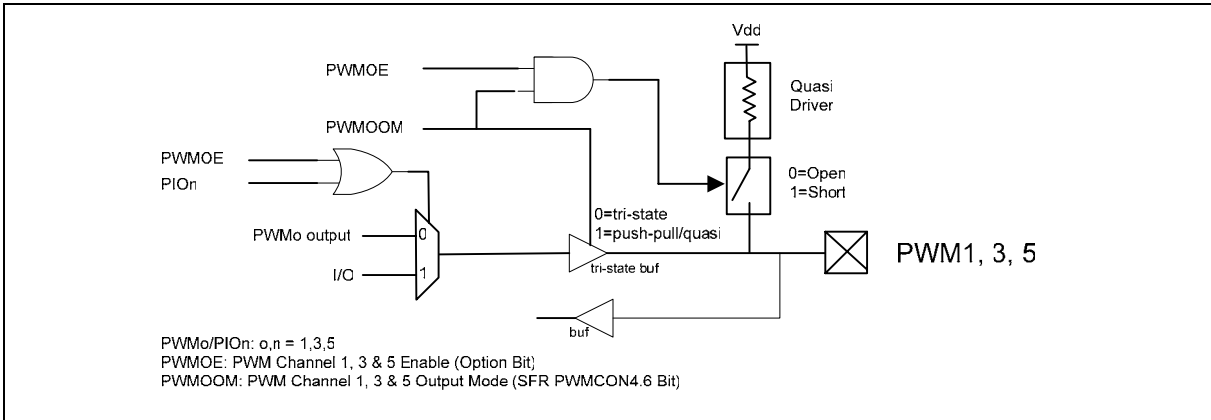 Vdd
PWMOE
Quasi
Driver
PWMOOM
PWMOE
PIOn
0=Open
1=Short
0=tri-state
1=push-pull/quasi
PWMo output
0
I/O
1
tri-state buf
PWM1, 3, 5
buf
PWMo/PIOn: o,n = 1,3,5
PWMOE: PWM Channel 1, 3 & 5 Enable (Option Bit)
PWMOOM: PWM Channel 1, 3 & 5 Output Mode (SFR PWMCON4.6 Bit)